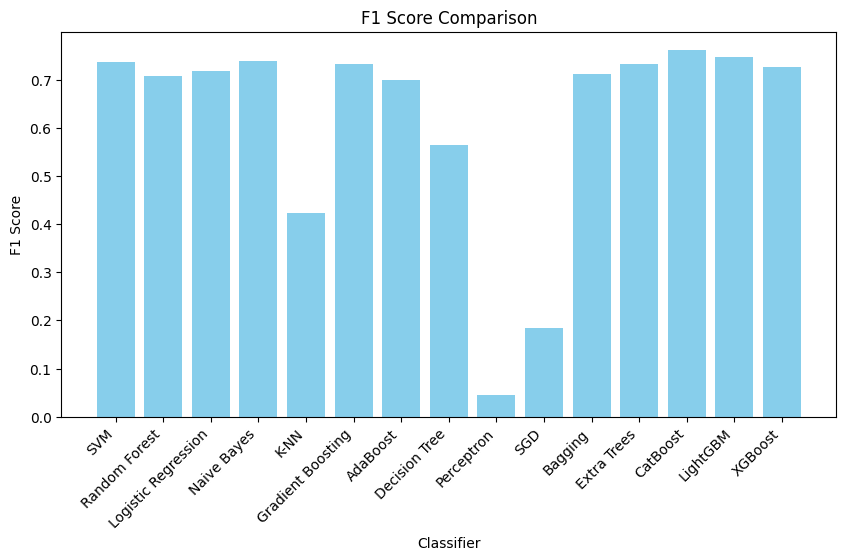 F1 Score Comparison
F1 Score
0.7
0.6
0.5
0.4
0.3
0.2
0.1
0.0
SVM
Random Forest
Logistic Regression
Naive Bayes
K-NN
Gradient Boosting
AdaBoost
Decision Tree
Perceptron
SGD
Bagging
Extra Trees
CatBoost
LightGBM
XGBoost
Classifier